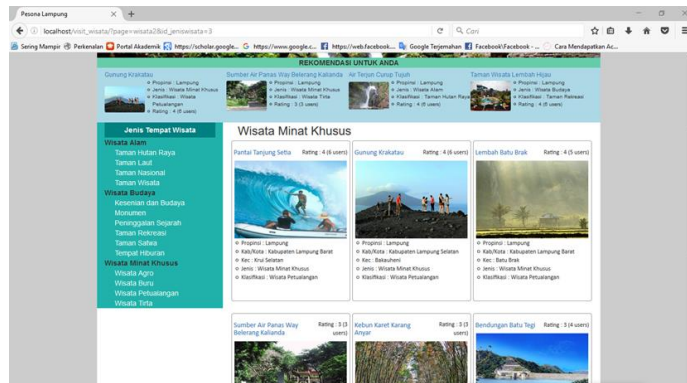 Pesona Lampung
localhost/visit_wisata/?page=wisata2&id_jeniswisata=3
Cari
Sering Mampir Perkenalan Portal Akademik https://scholar.google... https://www.google.c... https://web.facebook... Google Terjemahan Facebook\Facebook - ... Cara Mendapatkan Ac...
REKOMENDASI UNTUK ANDA
Gunung Krakatau
Propinsi : Lampung
Jenis : Wisata Minat Khusus
Klasifikasi : Wisata
Petualangan
Rating : 4 (6 users)
Sumber Air Panas Way Belerang Kalianda
Propinsi : Lampung
Jenis : Wisata Minat Khusus
Klasifikasi : Wisata Tirta
Rating : 3 (3 users)
Air Terjun Curup Tujuh
Propinsi : Lampung
Jenis : Wisata Alam
Klasifikasi : Taman Hutan Raya
Rating : 4 (6 users)
Taman Wisata Lembah Hijau
Propinsi : Lampung
Jenis : Wisata Budaya
Klasifikasi : Taman Rekreasi
Rating : 4 (6 users)
Jenis Tempat Wisata
Wisata Alam
Taman Hutan Raya
Taman Laut
Taman Nasional
Taman Wisata
Wisata Budaya
Kesenian dan Budaya
Monumen
Peninggalan Sejarah
Taman Rekreasi
Taman Satwa
Tempat Hiburan
Wisata Minat Khusus
Wisata Agro
Wisata Buru
Wisata Petualangan
Wisata Tirta
Wisata Minat Khusus
Pantai Tanjung Setia Rating : 4 (6 users)
Propinsi : Lampung
Kab/Kota : Kabupaten Lampung Barat
Kec : Krui Selatan
Jenis : Wisata Minat Khusus
Klasifikasi : Wisata Petualangan
Gunung Krakatau Rating : 4 (6 users)
Propinsi : Lampung
Kab/Kota : Kabupaten Lampung Selatan
Kec : Bakauheni
Jenis : Wisata Minat Khusus
Klasifikasi : Wisata Petualangan
Lembah Batu Brak Rating : 4 (5 users)
Propinsi : Lampung
Kab/Kota : Kabupaten Lampung Barat
Kec : Batu Brak
Jenis : Wisata Minat Khusus
Klasifikasi : Wisata Petualangan
Sumber Air Panas Way Rating : 3 (3
Belerang Kalianda users)
Kebun Karet Karang Rating : 3 (3
Anyar users)
Bendungan Batu Tegi Rating : 3 (4 users)